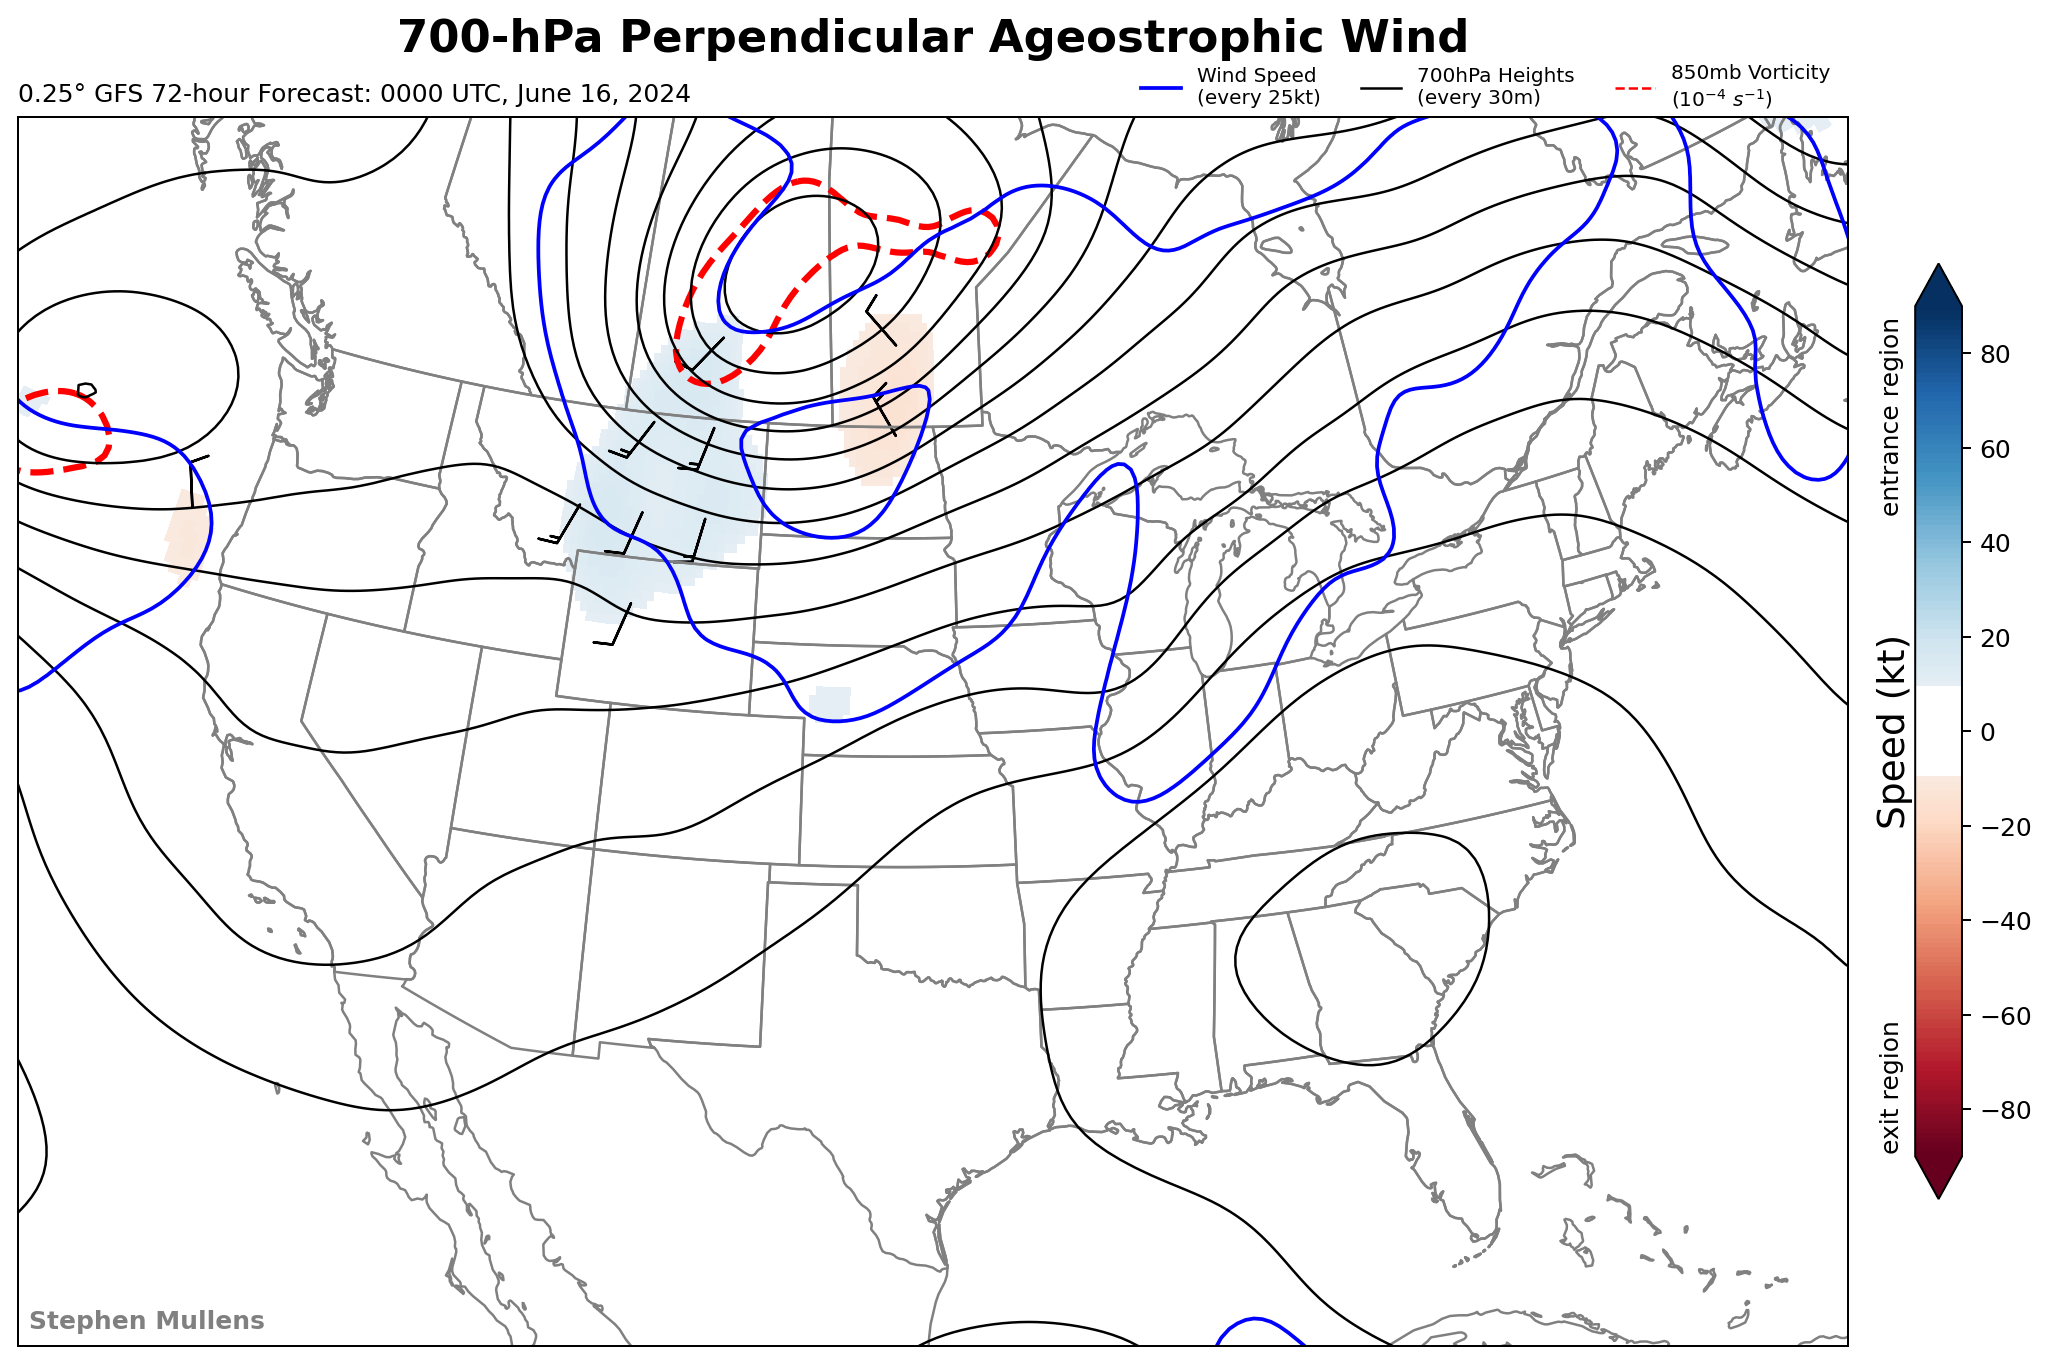 700-hPa Perpendicular Ageostrophic Wind
0.25° GFS 72-hour Forecast: 0000 UTC, June 16, 2024
Wind Speed
(every 25kt)
700hPa Heights
(every 30m)
850mb Vorticity
(10⁻⁴ s⁻¹)
entrance region
Speed (kt)
exit region
80
60
40
20
0
−20
−40
−60
−80
Stephen Mullens